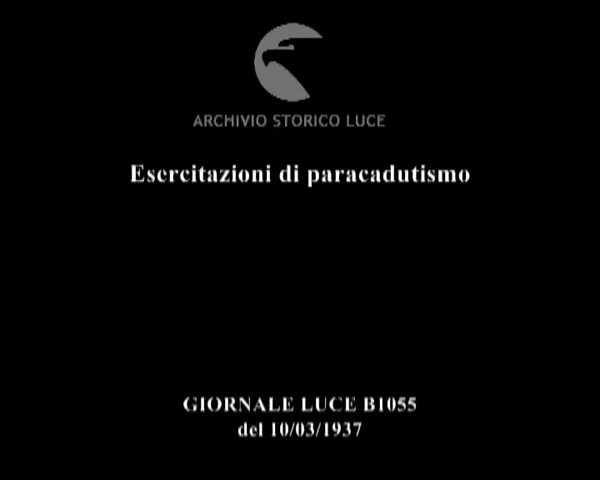 ARCHIVIO STORICO LUCE
Esercitazioni di paracadutismo
GIORNALE LUCE B1055
del 10/03/1937